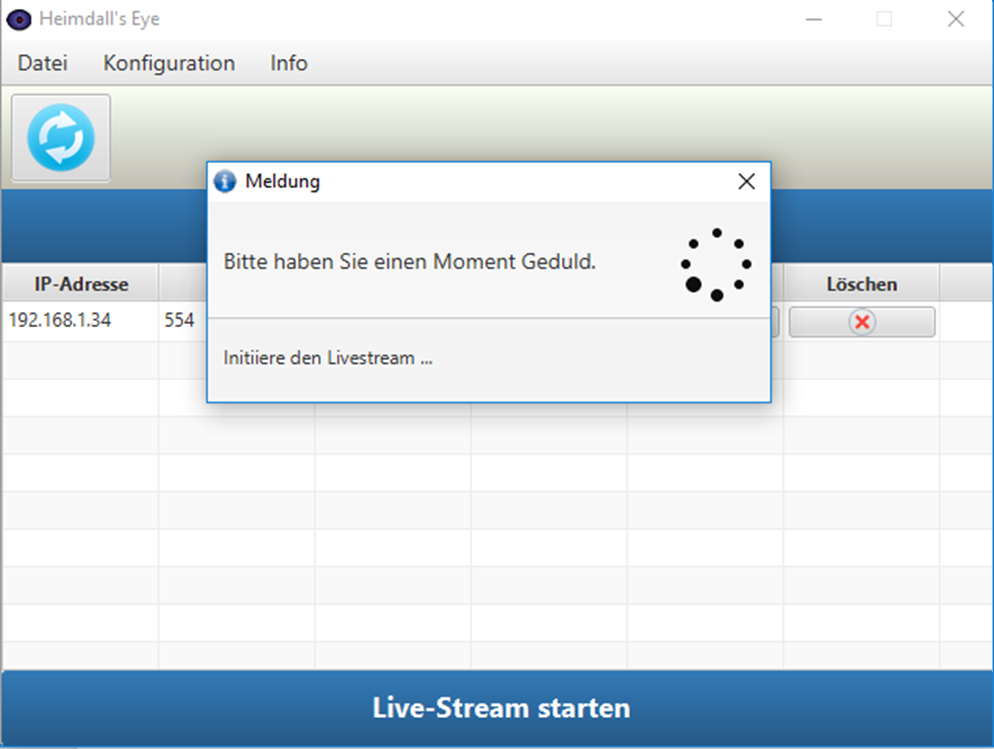 Heimdall's Eye
Datei Konfiguration Info
Meldung
Bitte haben Sie einen Moment Geduld.
IP-Adresse Löschen
192.168.1.34 554
Initiiere den Livestream ...
Live-Stream starten